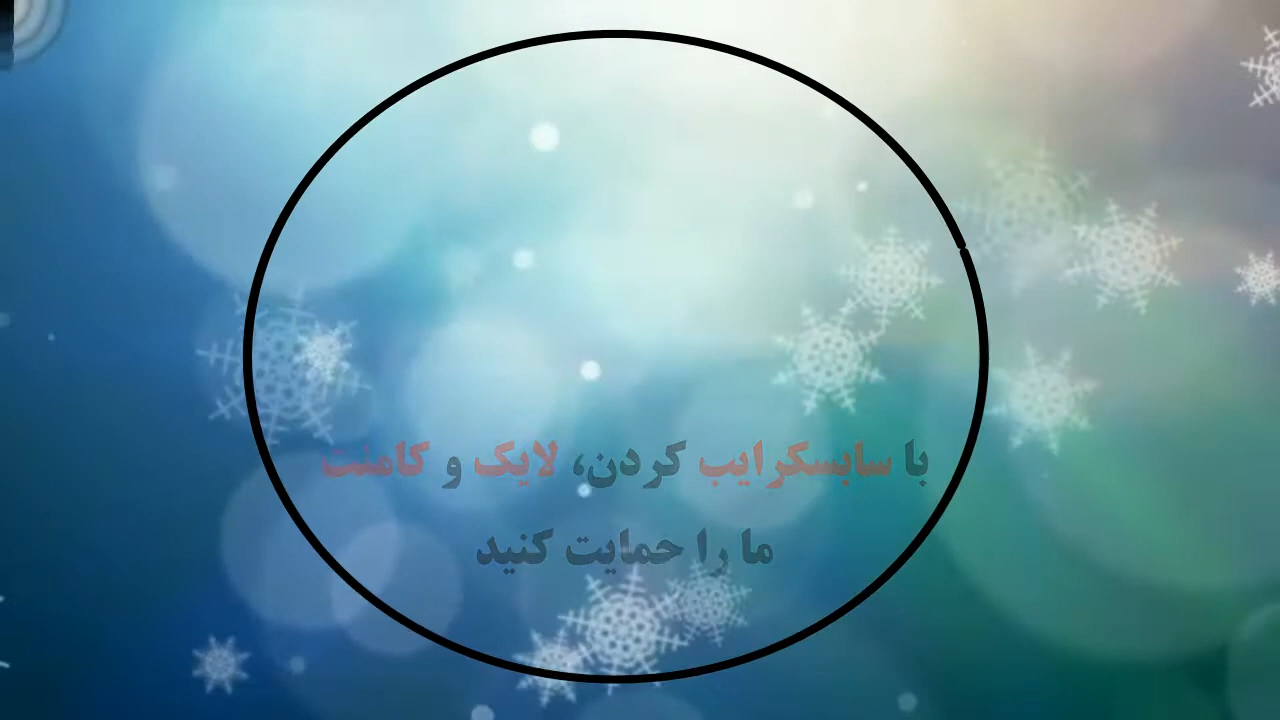 با سابسکرایب کردن، لایک و کامنت
ما را حمایت کنید